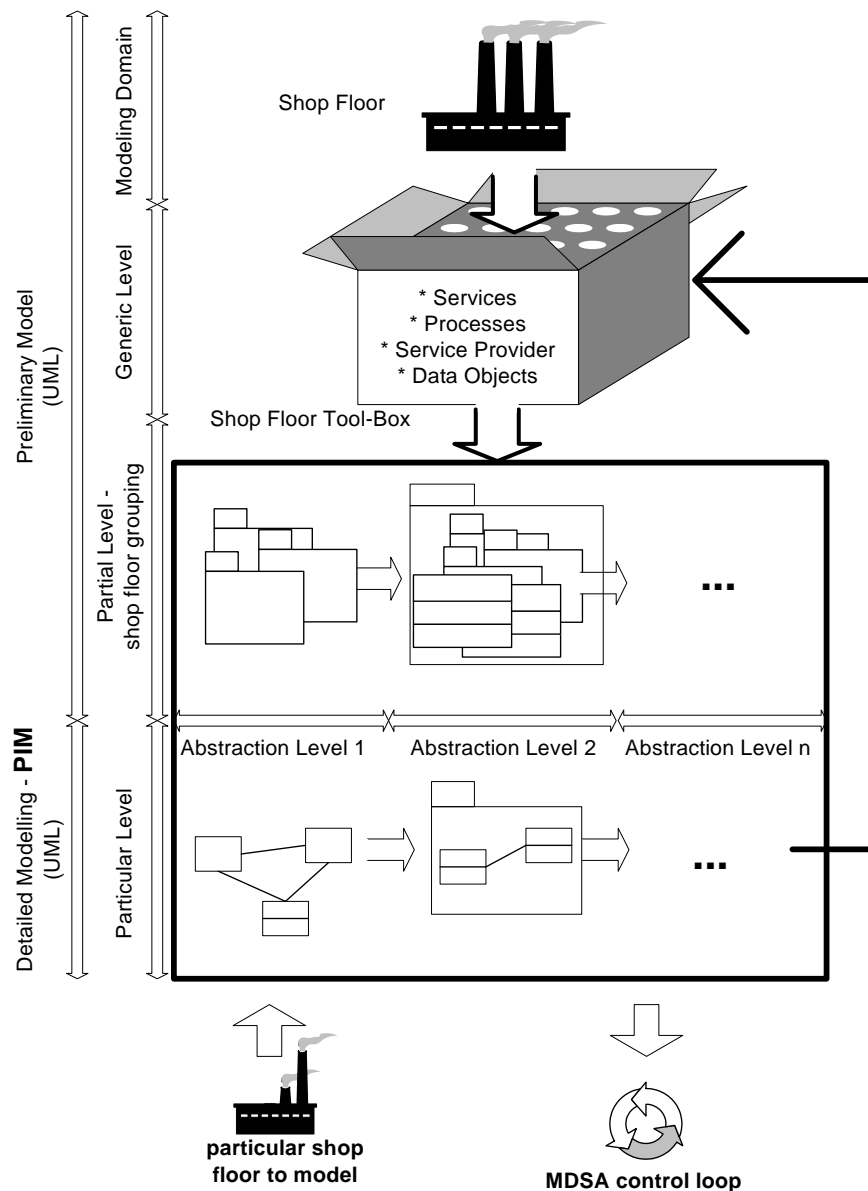 Modeling Domain
Shop Floor
Preliminary Model
(UML)
Generic Level
* Services
* Processes
* Service Provider
* Data Objects
Shop Floor Tool-Box
Partial Level -
shop floor grouping
...
Abstraction Level 1
Abstraction Level 2
Abstraction Level n
Detailed Modelling - PIM
(UML)
Particular Level
...
particular shop
floor to model
MDSA control loop